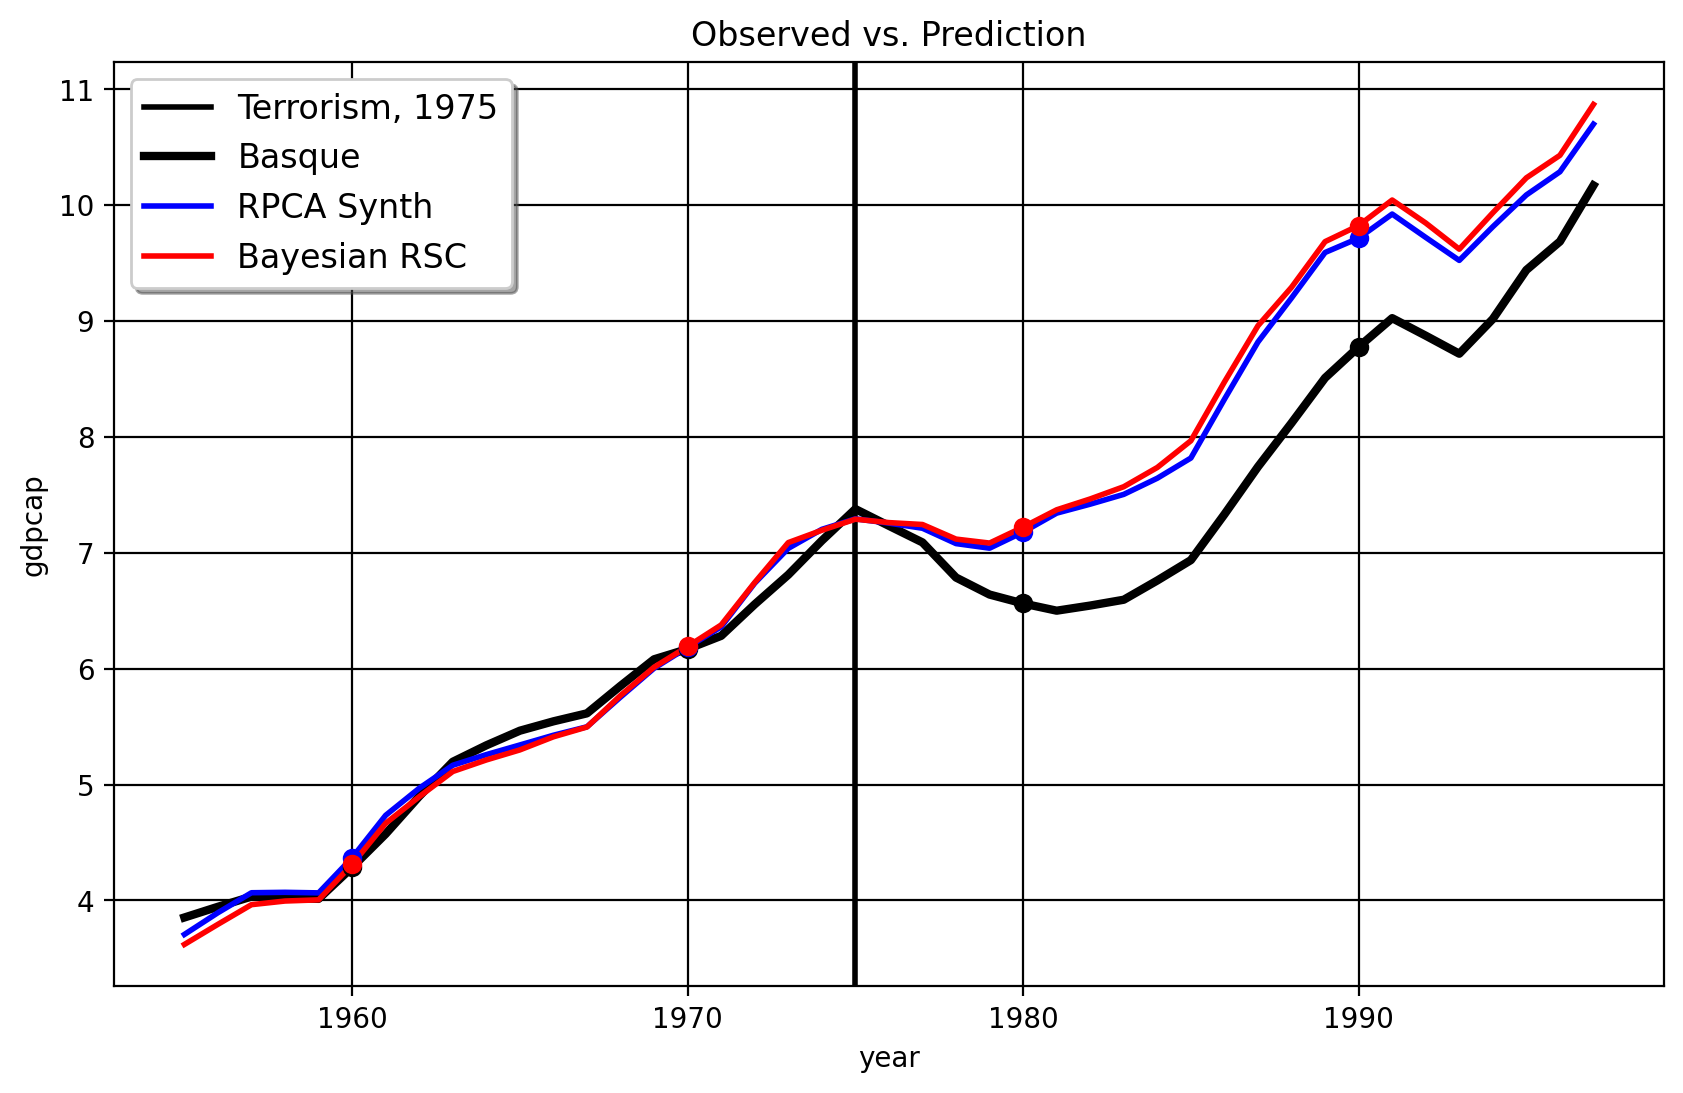 Observed vs. Prediction
Terrorism, 1975
Basque
RPCA Synth
Bayesian RSC
11
10
9
8
7
6
5
4
gdpcap
1960 1970 1980 1990
year